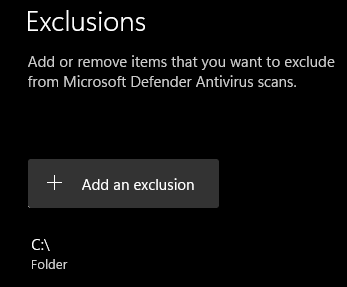 Exclusions
Add or remove items that you want to exclude
from Microsoft Defender Antivirus scans.
+ Add an exclusion
C:\
Folder